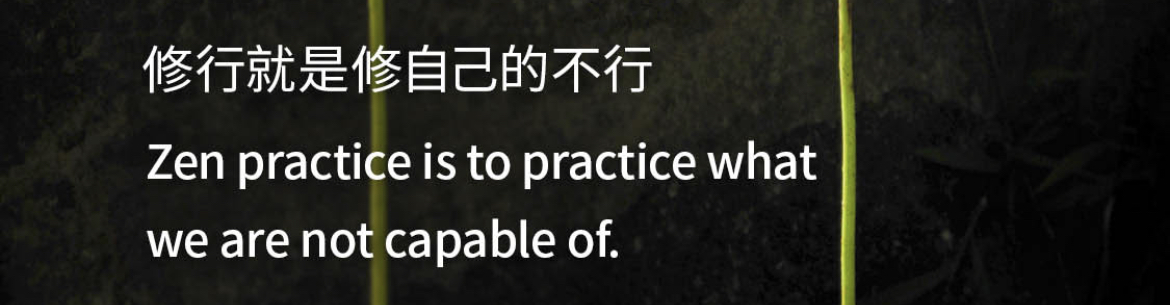 修行就是修自己的不行
Zen practice is to practice what
we are not capable of.